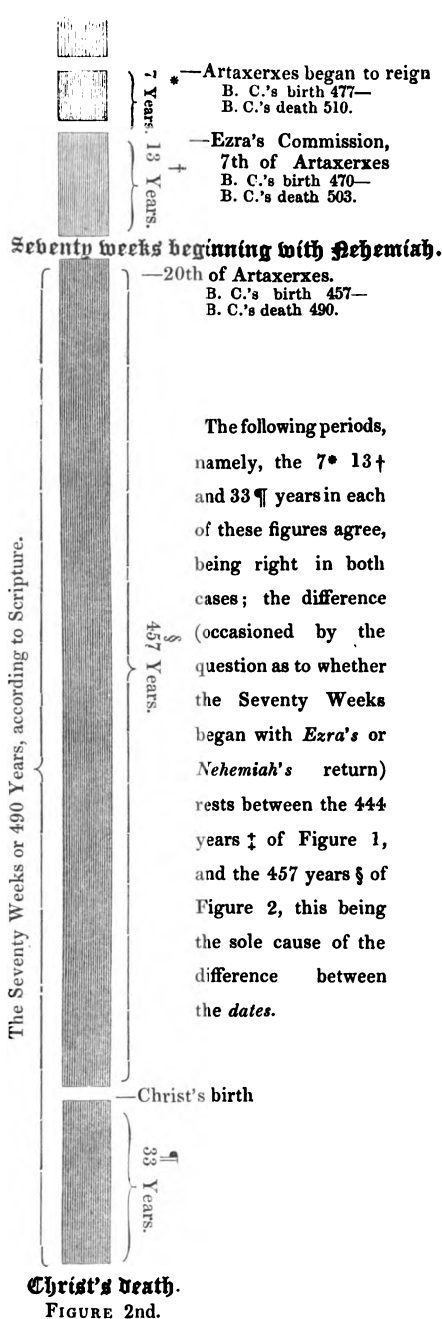 7 Years. *
—Artaxerxes began to reign
B. C.'s birth 477—
B. C.'s death 510.
13 Years. †
—Ezra's Commission,
7th of Artaxerxes
B. C.'s birth 470—
B. C.'s death 503.
Seventy weeks beginning with Nehemiah.
—20th of Artaxerxes.
B. C.'s birth 457—
B. C.'s death 490.
The Seventy Weeks or 490 Years, according to Scripture.
457 Years. §
The following periods,
namely, the 7* 13†
and 33 ¶ years in each
of these figures agree,
being right in both
cases; the difference
(occasioned by the
question as to whether
the Seventy Weeks
began with Ezra's or
Nehemiah's return)
rests between the 444
years ‡ of Figure 1,
and the 457 years § of
Figure 2, this being
the sole cause of the
difference between
the dates.
—Christ's birth
33 Years. ¶
Christ's Death.
FIGURE 2nd.